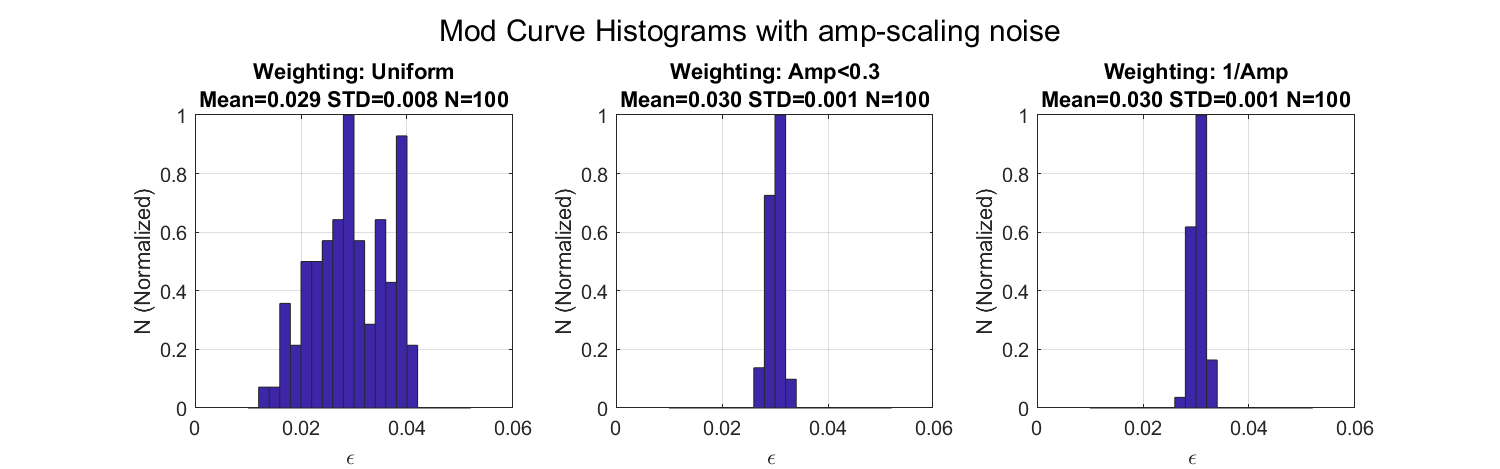 Mod Curve Histograms with amp-scaling noise
Weighting: Uniform
Mean=0.029 STD=0.008 N=100
1
0.8
0.6
0.4
0.2
0
N (Normalized)
0 0.02 0.04 0.06
ϵ
Weighting: Amp<0.3
Mean=0.030 STD=0.001 N=100
1
0.8
0.6
0.4
0.2
0
N (Normalized)
0 0.02 0.04 0.06
ϵ
Weighting: 1/Amp
Mean=0.030 STD=0.001 N=100
1
0.8
0.6
0.4
0.2
0
N (Normalized)
0 0.02 0.04 0.06
ϵ